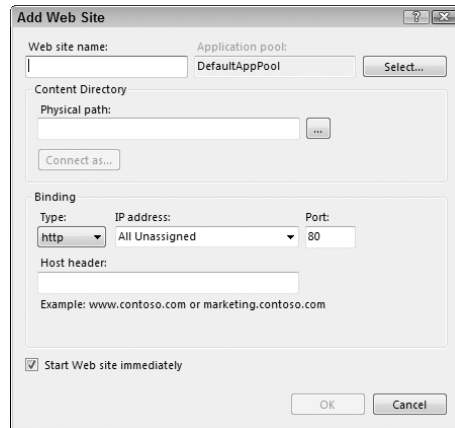 Add Web Site
Web site name:
Application pool:
DefaultAppPool
Select...
Content Directory
Physical path:
...
Connect as...
Binding
Type:
IP address:
Port:
http
All Unassigned
80
Host header:
Example: www.contoso.com or marketing.contoso.com
Start Web site immediately
OK
Cancel